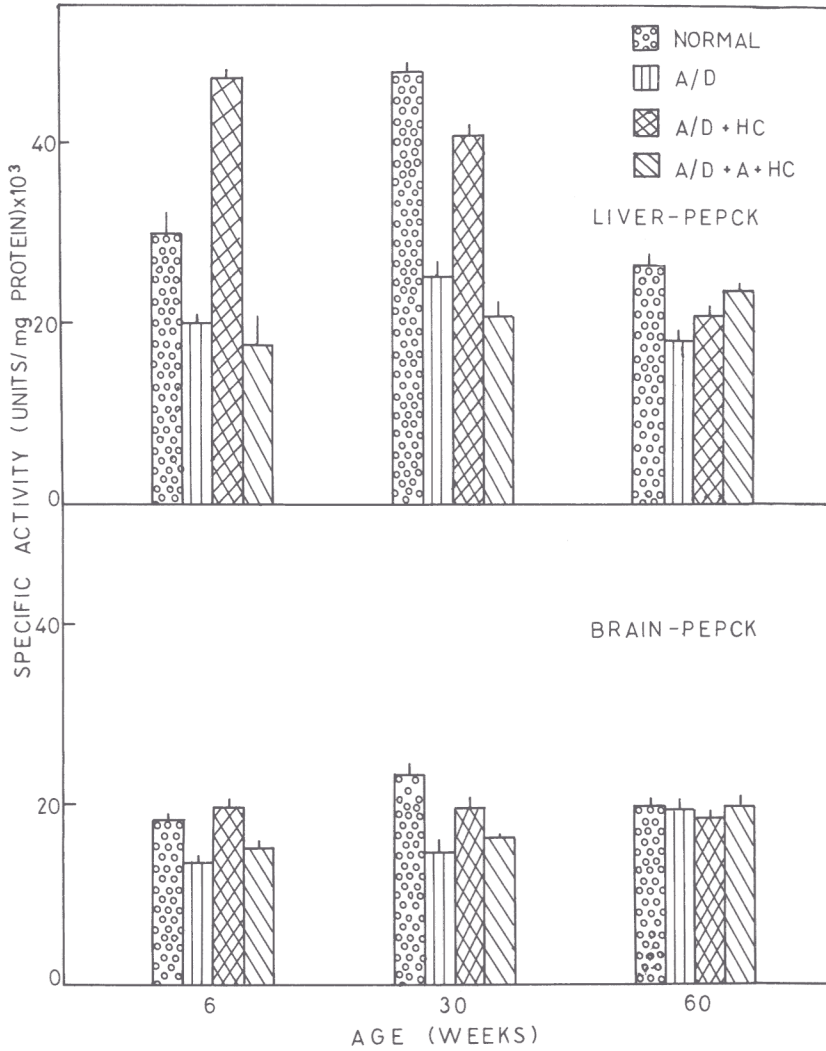 NORMAL
A/D
A/D + HC
A/D + A + HC
LIVER-PEPCK
40
20
0
SPECIFIC ACTIVITY (UNITS/mg PROTEIN)x10³
BRAIN-PEPCK
40
20
0
6 30 60
AGE (WEEKS)